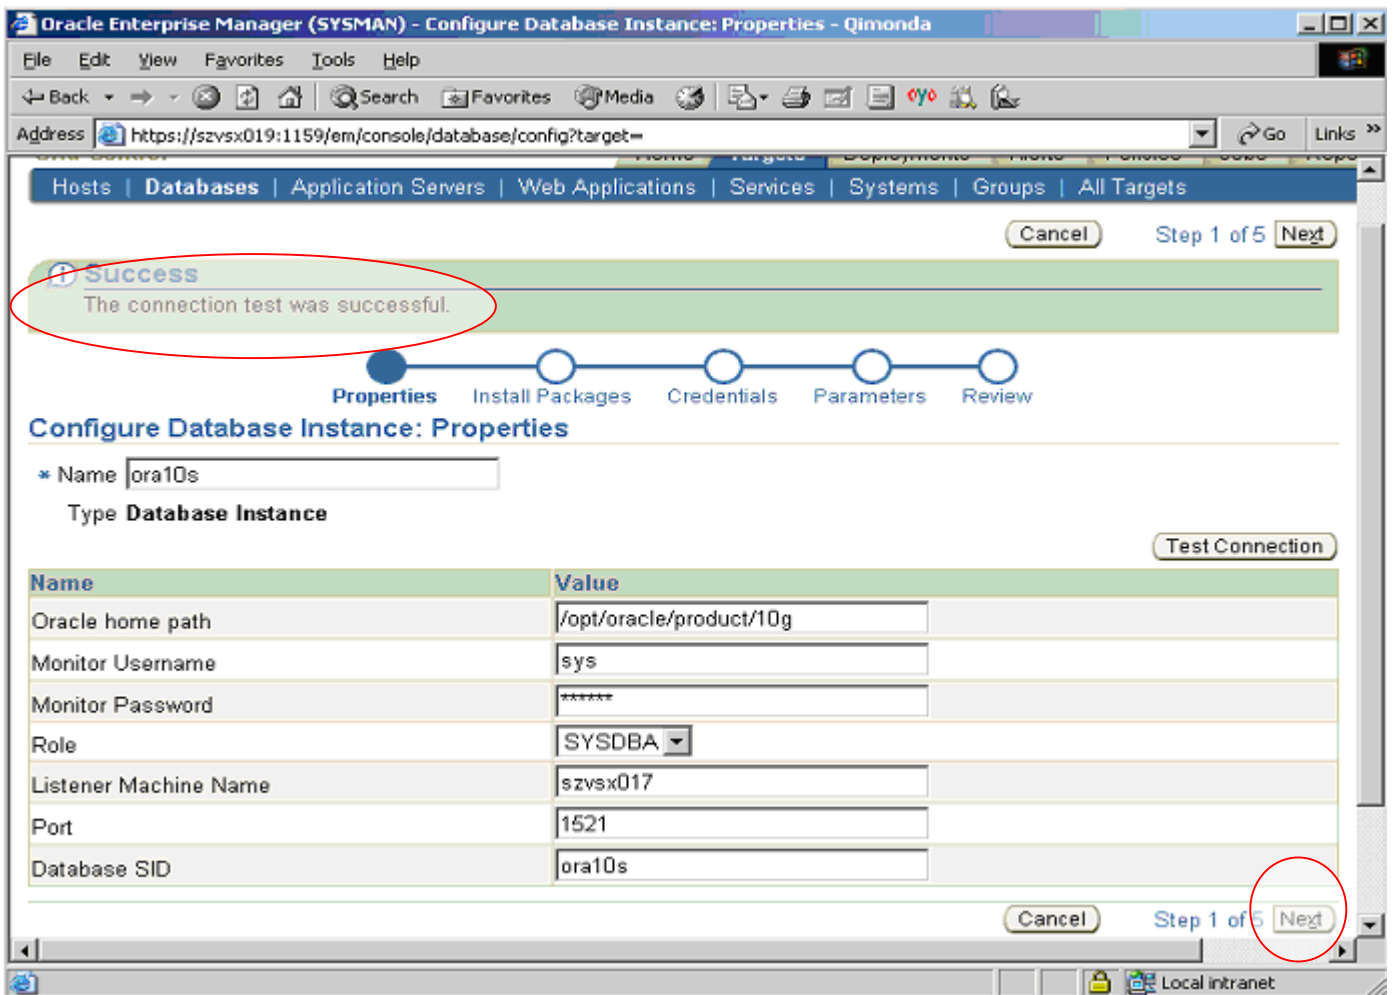 Oracle Enterprise Manager (SYSMAN) - Configure Database Instance: Properties - Qimonda
File Edit View Favorites Tools Help
Back Search Favorites Media
Address https://szvsx019:1159/em/console/database/config?target= Go Links »
Hosts | Databases | Application Servers | Web Applications | Services | Systems | Groups | All Targets
Cancel Step 1 of 5 Next
Success
The connection test was successful.
Properties Install Packages Credentials Parameters Review
Configure Database Instance: Properties
* Name ora10s
Type Database Instance
Test Connection
Name Value
Oracle home path /opt/oracle/product/10g
Monitor Username sys
Monitor Password ******
Role SYSDBA
Listener Machine Name szvsx017
Port 1521
Database SID ora10s
Cancel Step 1 of 5 Next
Local intranet